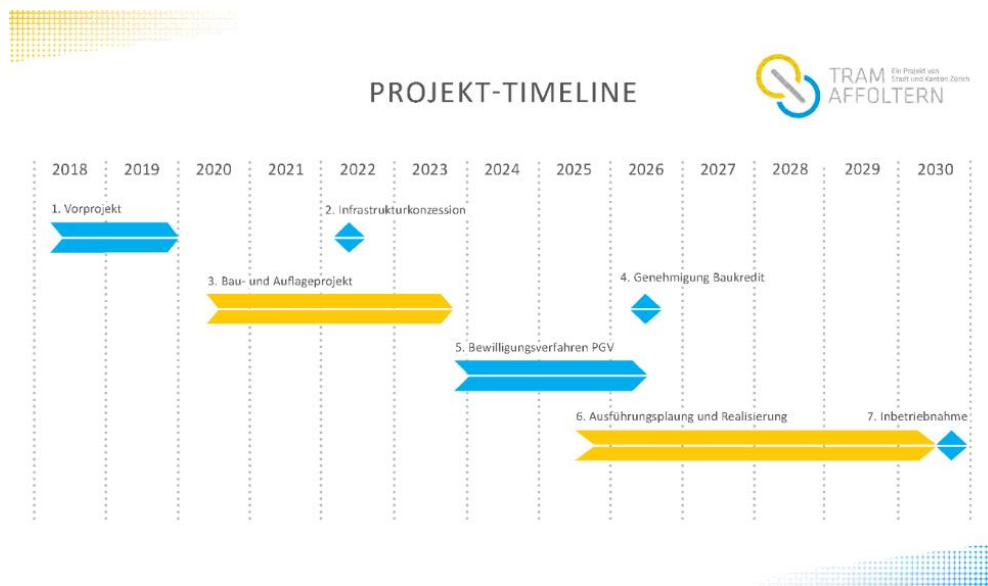 PROJEKT-TIMELINE
TRAM
AFFOLTERN
Ein Projekt von
Stadt und Kanton Zürich
2018 2019 2020 2021 2022 2023 2024 2025 2026 2027 2028 2029 2030
1. Vorprojekt
2. Infrastrukturkonzession
3. Bau- und Auflageprojekt
4. Genehmigung Baukredit
5. Bewilligungsverfahren PGV
6. Ausführungsplaung und Realisierung
7. Inbetriebnahme